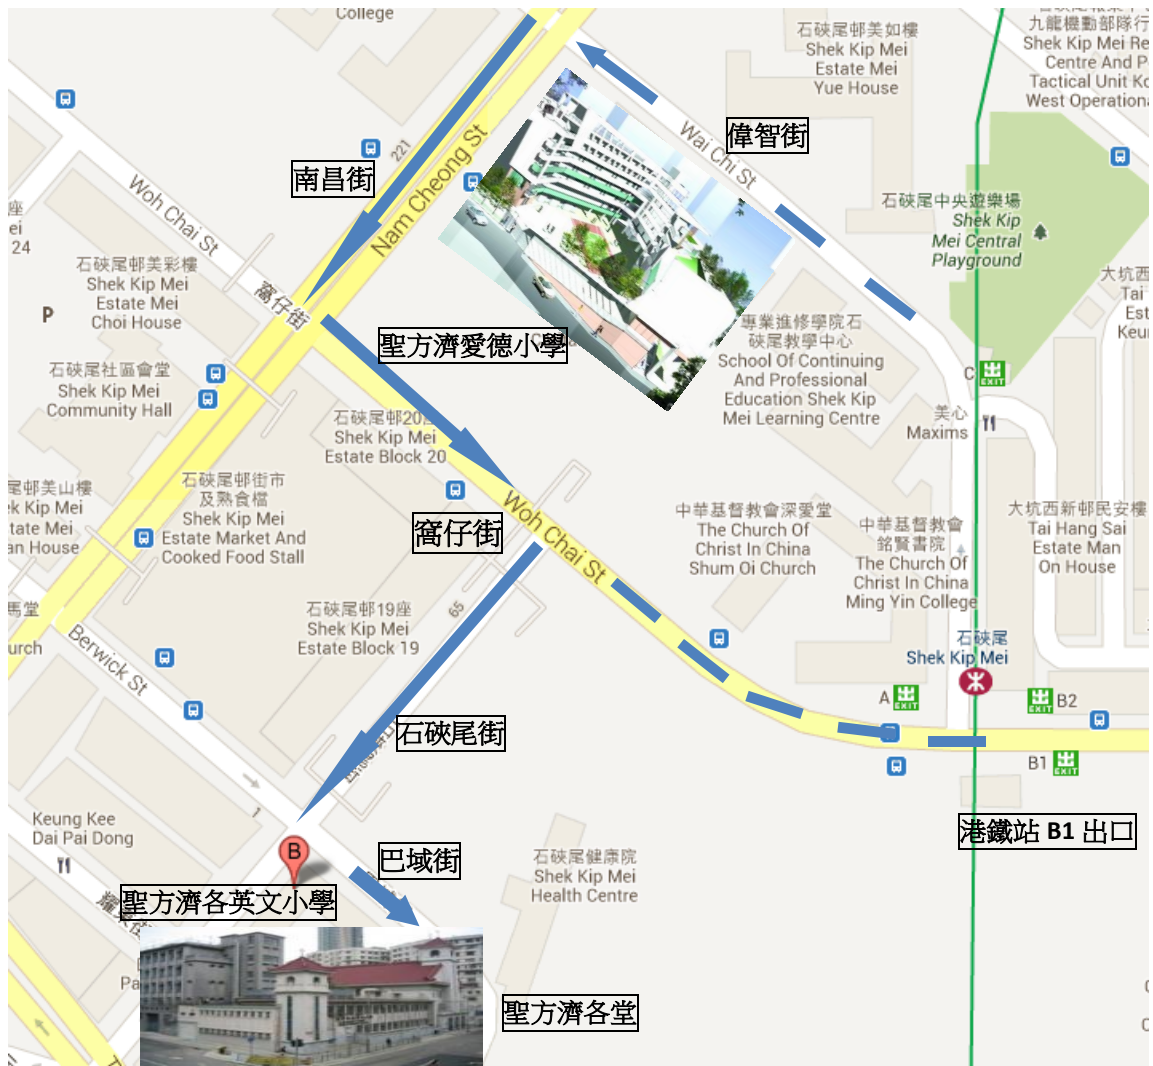 College
石硤尾邨美如樓
Shek Kip Mei
Estate Mei
Yue House
九龍機動部隊行
Shek Kip Mei Re
Centre And P
Tactical Unit Ko
West Operationa
Wai Chi St
偉智街
221
南昌街
Nam Cheong St
Woh Chai St
座
ei
24
石硤尾邨美彩樓
Shek Kip Mei
Estate Mei
Choi House
窩仔街
P
石硤尾中央遊樂場
Shek Kip
Mei Central
Playground
大坑西
Tai
Est
Keun
聖方濟愛德小學
專業進修學院石
硤尾教學中心
School Of Continuing
And Professional
Education Shek Kip
Mei Learning Centre
石硤尾社區會堂
Shek Kip Mei
Community Hall
C
EXIT
美心
Maxims
石硤尾邨20座
Shek Kip Mei
Estate Block 20
尾邨美山樓
ek Kip Mei
state Mei
an House
石硤尾邨街市
及熟食檔
Shek Kip Mei
Estate Market And
Cooked Food Stall
窩仔街
Woh Chai St
中華基督教會深愛堂
The Church Of
Christ In China
Shum Oi Church
中華基督教會
銘賢書院
The Church Of
Christ In China
Ming Yin College
大坑西新邨民安樓
Tai Hang Sai
Estate Man
On House
馬堂
urch
Berwick St
石硤尾邨19座
Shek Kip Mei
Estate Block 19
65
石硤尾
Shek Kip Mei
A
EXIT
B2
EXIT
B1
EXIT
石硤尾街
港鐵站 B1 出口
1
Keung Kee
Dai Pai Dong
B
巴域街
石硤尾健康院
Shek Kip Mei
Health Centre
聖方濟各英文小學
Pa
聖方濟各堂